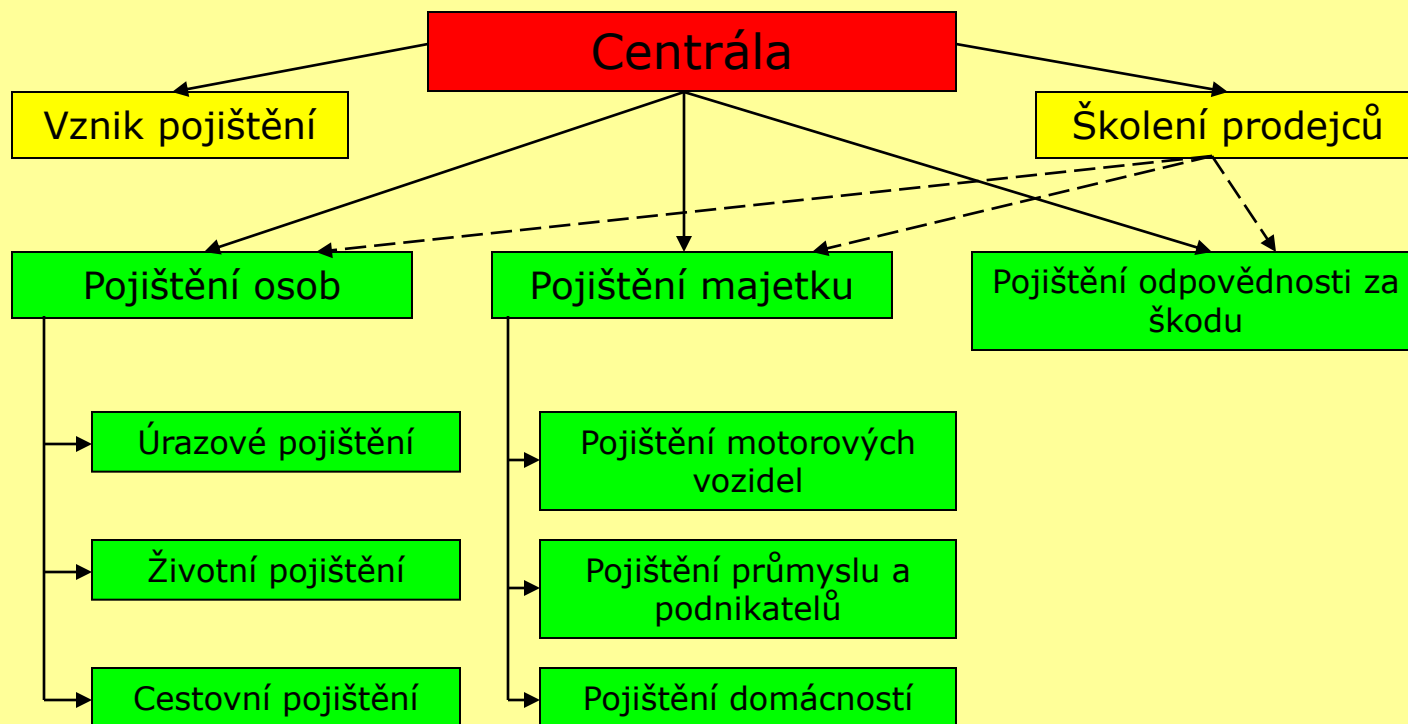 Centrála
Vznik pojištění
Školení prodejců
Pojištění osob
Pojištění majetku
Pojištění odpovědnosti za
škodu
Úrazové pojištění
Pojištění motorových
vozidel
Životní pojištění
Pojištění průmyslu a
podnikatelů
Cestovní pojištění
Pojištění domácností